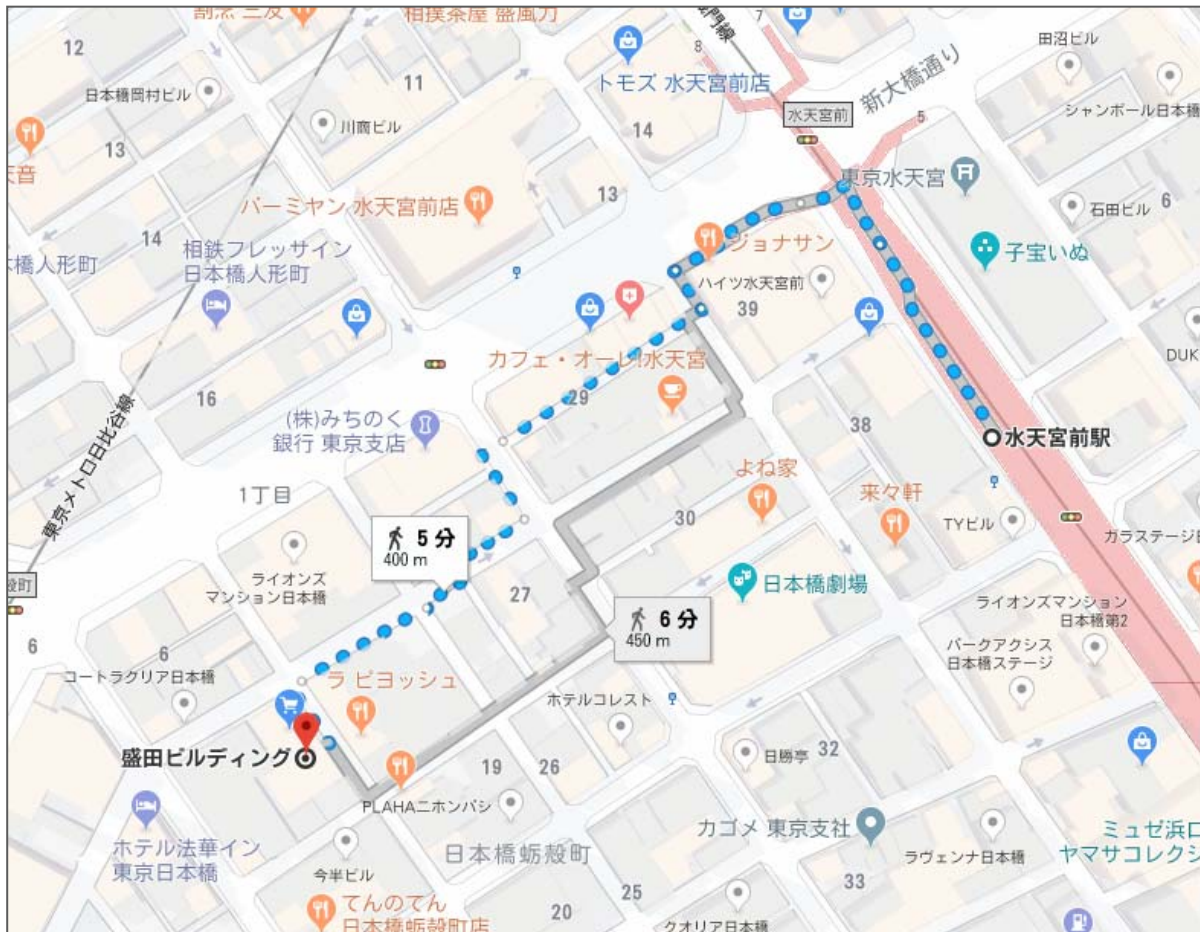 割烹 三友
相撲茶屋 盛風力
門線
7
8
12
11
日本橋岡村ビル
トモズ 水天宮前店
田沼ビル
新大橋通り
シャンボール日本橋
川商ビル
14
水天宮前
5
13
天音
東京水天宮
13
石田ビル
6
バーミヤン 水天宮前店
14
相鉄フレッサイン
日本橋人形町
ジョナサン
子宝いぬ
ハイツ水天宮前
39
DUK
カフェ・オーレ!水天宮
29
16
東京メトロ日比谷線
(株)みちのく
銀行 東京支店
38
水天宮前駅
よね家
来々軒
1丁目
30
TYビル
5 分
400 m
ガラステージ日
ライオンズ
マンション日本橋
27
日本橋劇場
6 分
450 m
ライオンズマンション
日本橋第2
殻町
6
6
パークアクシス
日本橋ステージ
コートラクリア日本橋
ラ ピヨッシュ
ホテルコレスト
盛田ビルディング
19
26
日勝亭
32
PLAHAニホンバシ
カゴメ 東京支社
ミュゼ浜口
ヤマサコレクシ
ホテル法華イン
東京日本橋
今半ビル
日本橋蛎殻町
ラヴェンナ日本橋
33
25
てんのてん
日本橋蛎殻町店
20
クオリア日本橋